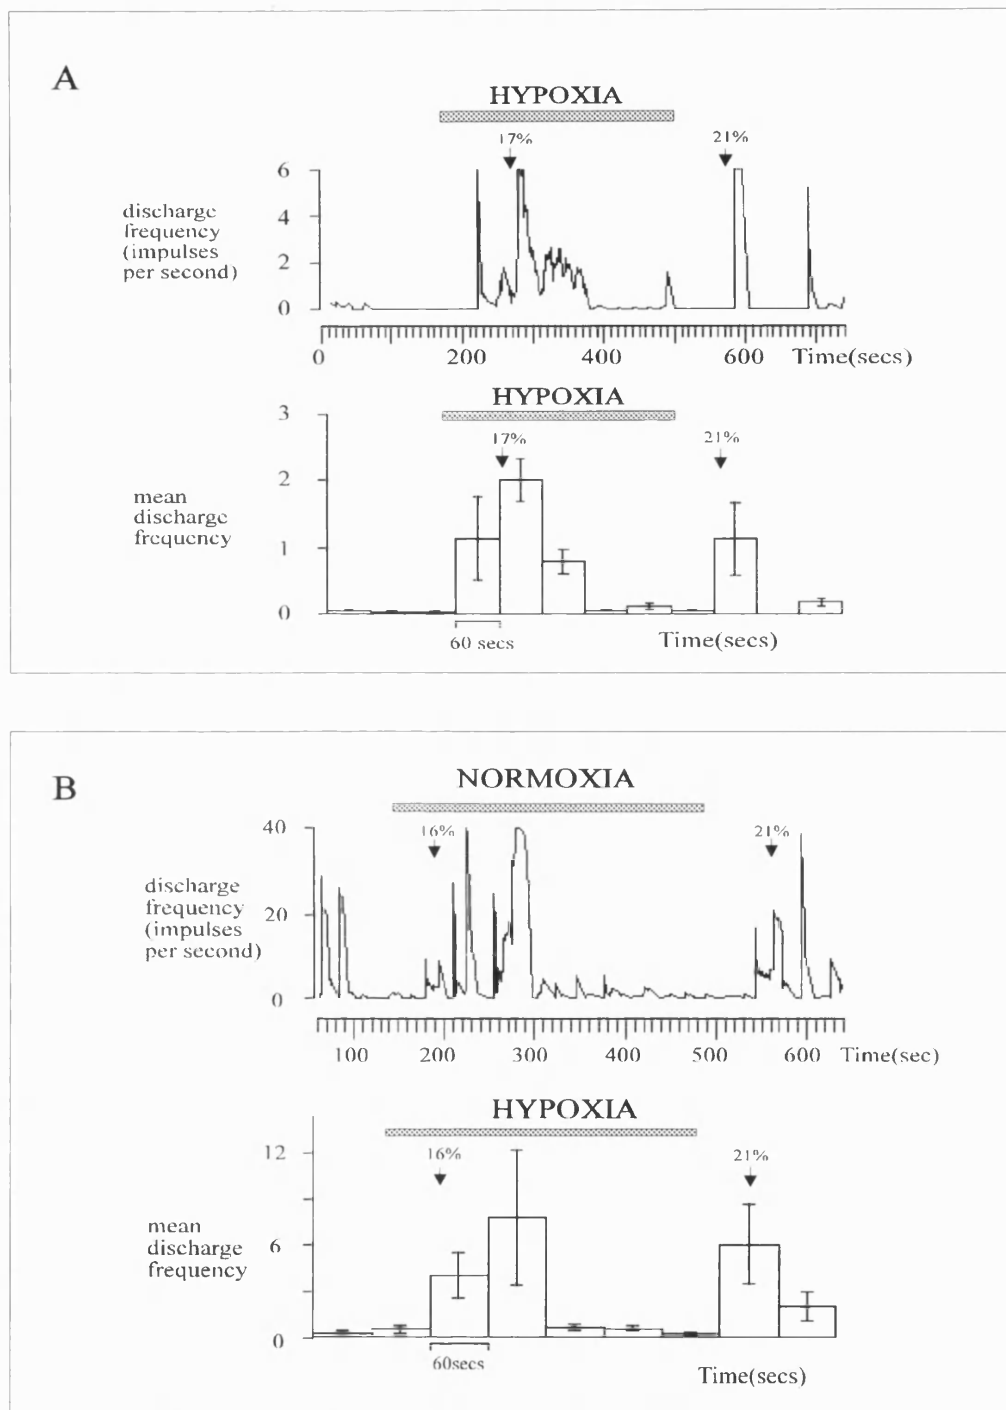 A
HYPOXIA
17%
21%
6
4
2
0
discharge
frequency
(impulses
per second)
0
200
400
600
Time(secs)
HYPOXIA
17%
21%
3
2
1
0
mean
discharge
frequency
60 secs
Time(secs)
B
NORMOXIA
16%
21%
40
20
0
discharge
frequency
(impulses
per second)
100
200
300
400
500
600
Time(sec)
HYPOXIA
16%
21%
12
6
0
mean
discharge
frequency
60secs
Time(secs)